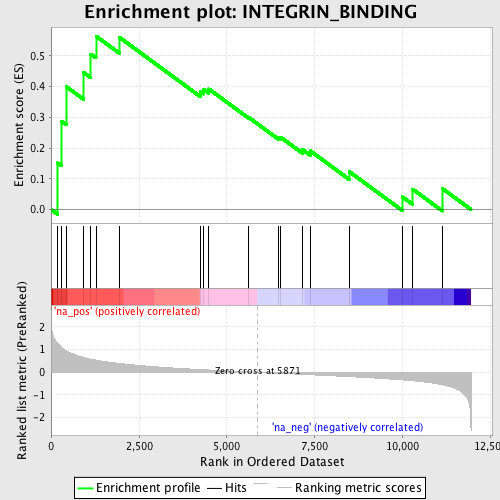 Enrichment plot: INTEGRIN_BINDING
Enrichment score (ES)
0.5
0.4
0.3
0.2
0.1
0.0
'na_pos' (positively correlated)
Ranked list metric (PreRanked)
2
1
0
-1
-2
Zero cross at 5871
'na_neg' (negatively correlated)
0
2,500
5,000
7,500
10,000
12,500
Rank in Ordered Dataset
Enrichment profile
Hits
Ranking metric scores